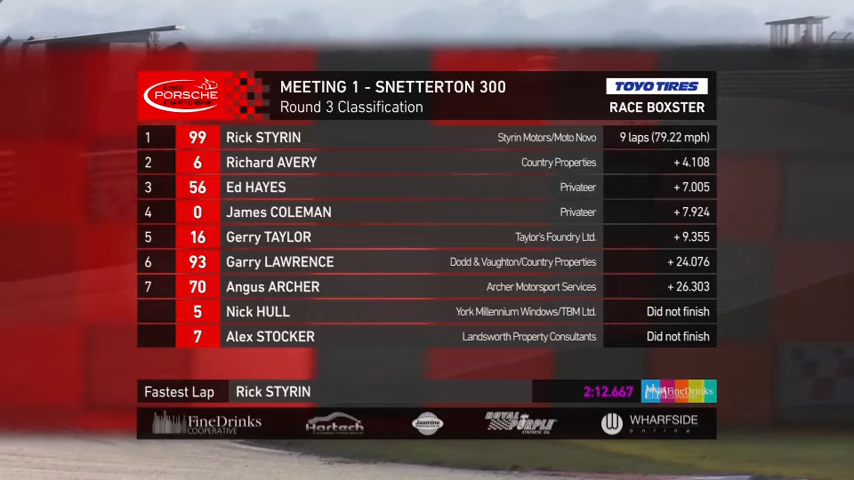 PORSCHE
MEETING 1 - SNETTERTON 300
Round 3 Classification
TOYO TIRES
RACE BOXSTER
1 99 Rick STYRIN Styrin Motors/Moto Novo 9 laps (79.22 mph)
2 6 Richard AVERY Country Properties + 4.108
3 56 Ed HAYES Privateer + 7.005
4 0 James COLEMAN Privateer + 7.924
5 16 Gerry TAYLOR Taylor's Foundry Ltd. + 9.355
6 93 Garry LAWRENCE Dodd & Vaughton/Country Properties + 24.076
7 70 Angus ARCHER Archer Motorsport Services + 26.303
5 Nick HULL York Millennium Windows/TBM Ltd. Did not finish
7 Alex STOCKER Landsworth Property Consultants Did not finish
Fastest Lap Rick STYRIN 2:12.667 FineDrinks
FineDrinks
COOPERATIVE
Hartech
Jasmine
ROYAL PURPLE
SYNTHETIC OIL
WHARFSIDE